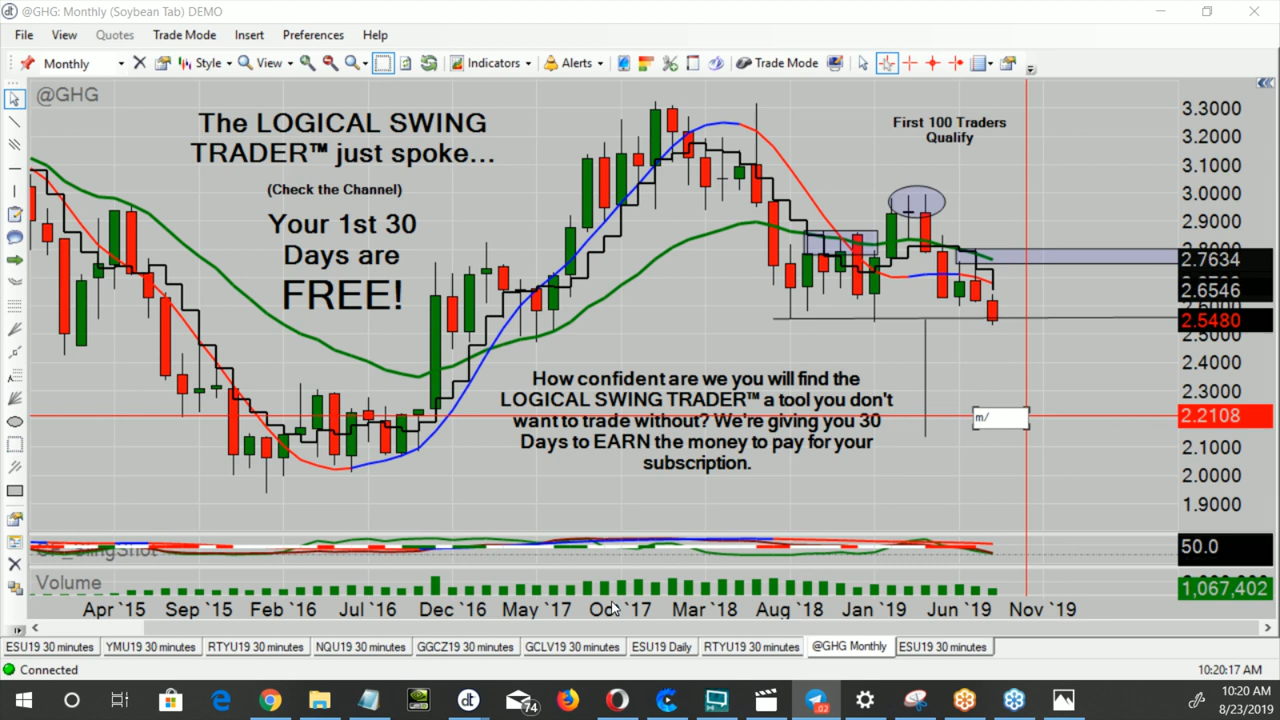 @GHG: Monthly (Soybean Tab) DEMO
File View Quotes Trade Mode Insert Preferences Help
Monthly Style View Indicators Alerts Trade Mode
@GHG
The LOGICAL SWING
TRADER™ just spoke...
(Check the Channel)
Your 1st 30
Days are
FREE!
First 100 Traders
Qualify
How confident are we you will find the
LOGICAL SWING TRADER™ a tool you don't
want to trade without? We're giving you 30
Days to EARN the money to pay for your
subscription.
m/
3.3000
3.2000
3.1000
3.0000
2.9000
2.7634
2.6546
2.5480
2.4000
2.3000
2.2108
2.1000
2.0000
1.9000
50.0
Volume
1,067,402
Apr `15 Sep `15 Feb `16 Jul `16 Dec `16 May `17 Oct `17 Mar `18 Aug `18 Jan `19 Jun `19 Nov `19
ESU19 30 minutes YMU19 30 minutes RTYU19 30 minutes NQU19 30 minutes GGCZ19 30 minutes GCLV19 30 minutes ESU19 Daily RTYU19 30 minutes @GHG Monthly ESU19 30 minutes
Connected
10:20:17 AM
74
.02
10:20 AM
8/23/2019